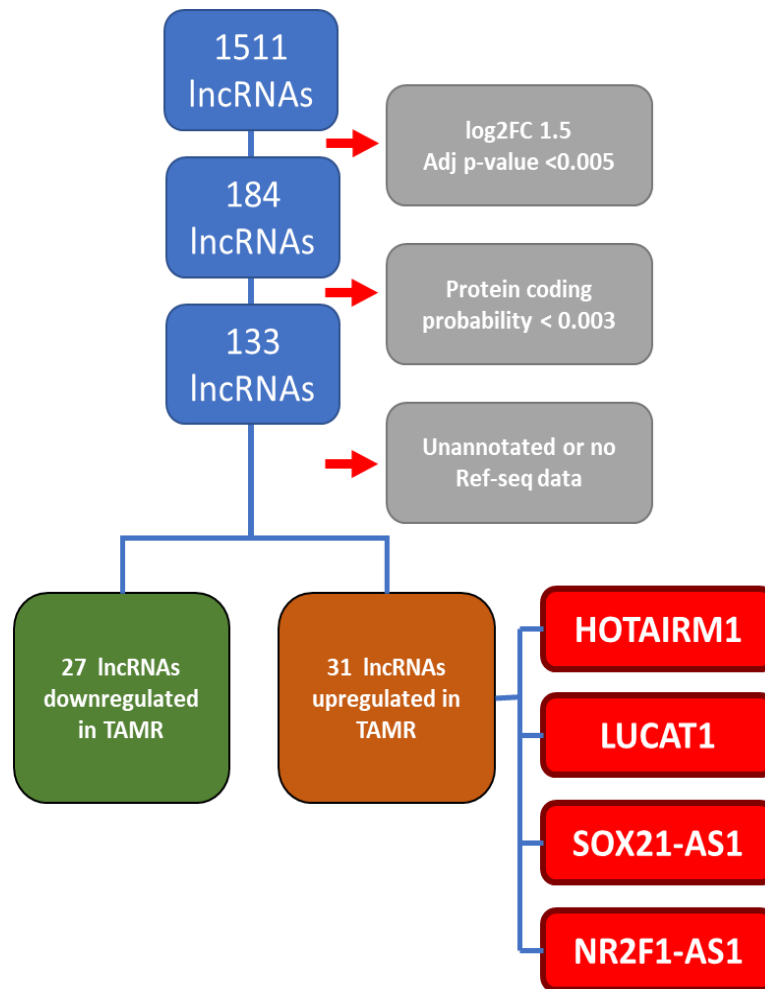 1511
lncRNAs
log2FC 1.5
Adj p-value <0.005
184
lncRNAs
Protein coding
probability < 0.003
133
lncRNAs
Unannotated or no
Ref-seq data
27 lncRNAs
downregulated
in TAMR
31 lncRNAs
upregulated in
TAMR
HOTAIRM1
LUCAT1
SOX21-AS1
NR2F1-AS1